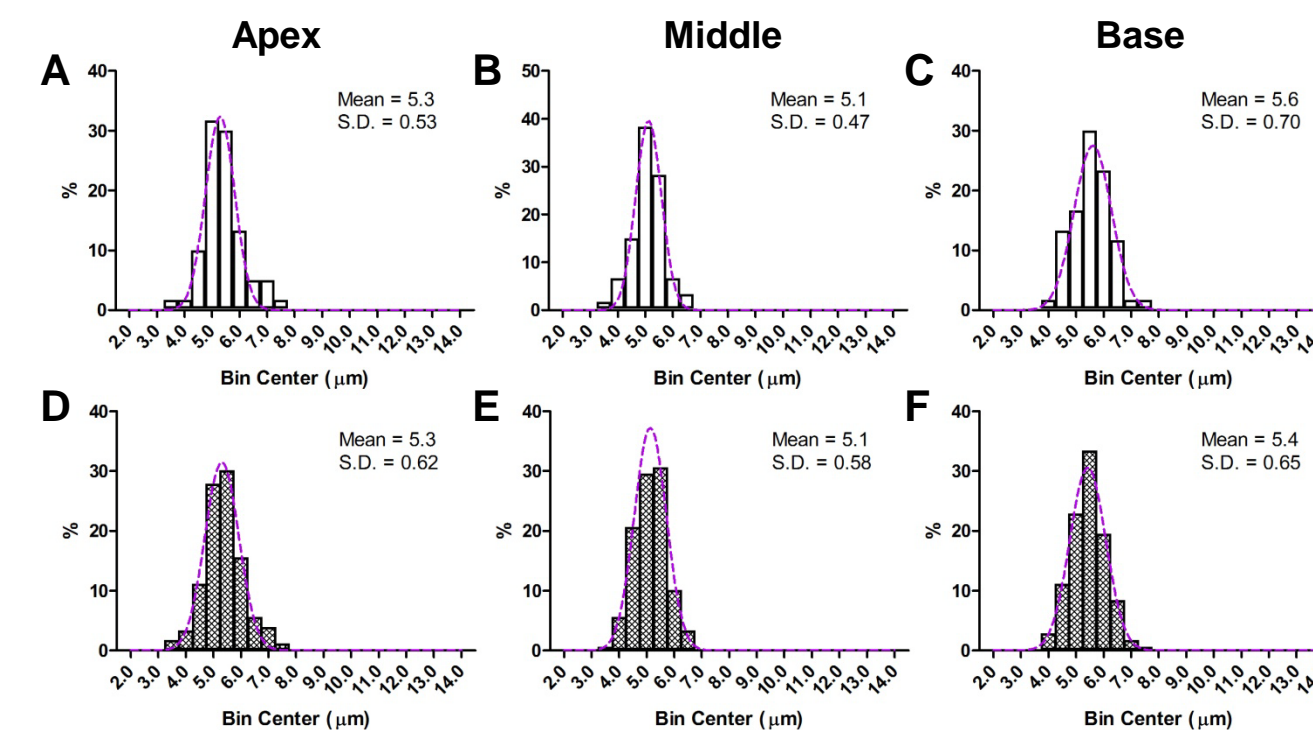 Apex
Middle
Base
A
40
30
20
10
0
%
Mean = 5.3
S.D. = 0.53
2.0 3.0 4.0 5.0 6.0 7.0 8.0 9.0 10.0 11.0 12.0 13.0 14.0
Bin Center (μm)
B
50
40
30
20
10
0
%
Mean = 5.1
S.D. = 0.47
2.0 3.0 4.0 5.0 6.0 7.0 8.0 9.0 10.0 11.0 12.0 13.0 14.0
Bin Center (μm)
C
40
30
20
10
0
%
Mean = 5.6
S.D. = 0.70
2.0 3.0 4.0 5.0 6.0 7.0 8.0 9.0 10.0 11.0 12.0 13.0
Bin Center (μm)
D
40
30
20
10
0
%
Mean = 5.3
S.D. = 0.62
2.0 3.0 4.0 5.0 6.0 7.0 8.0 9.0 10.0 11.0 12.0 13.0 14.0
Bin Center (μm)
E
40
30
20
10
0
%
Mean = 5.1
S.D. = 0.58
2.0 3.0 4.0 5.0 6.0 7.0 8.0 9.0 10.0 11.0 12.0 13.0 14.0
Bin Center (μm)
F
40
30
20
10
0
%
Mean = 5.4
S.D. = 0.65
2.0 3.0 4.0 5.0 6.0 7.0 8.0 9.0 10.0 11.0 12.0 13.0
Bin Center (μm)